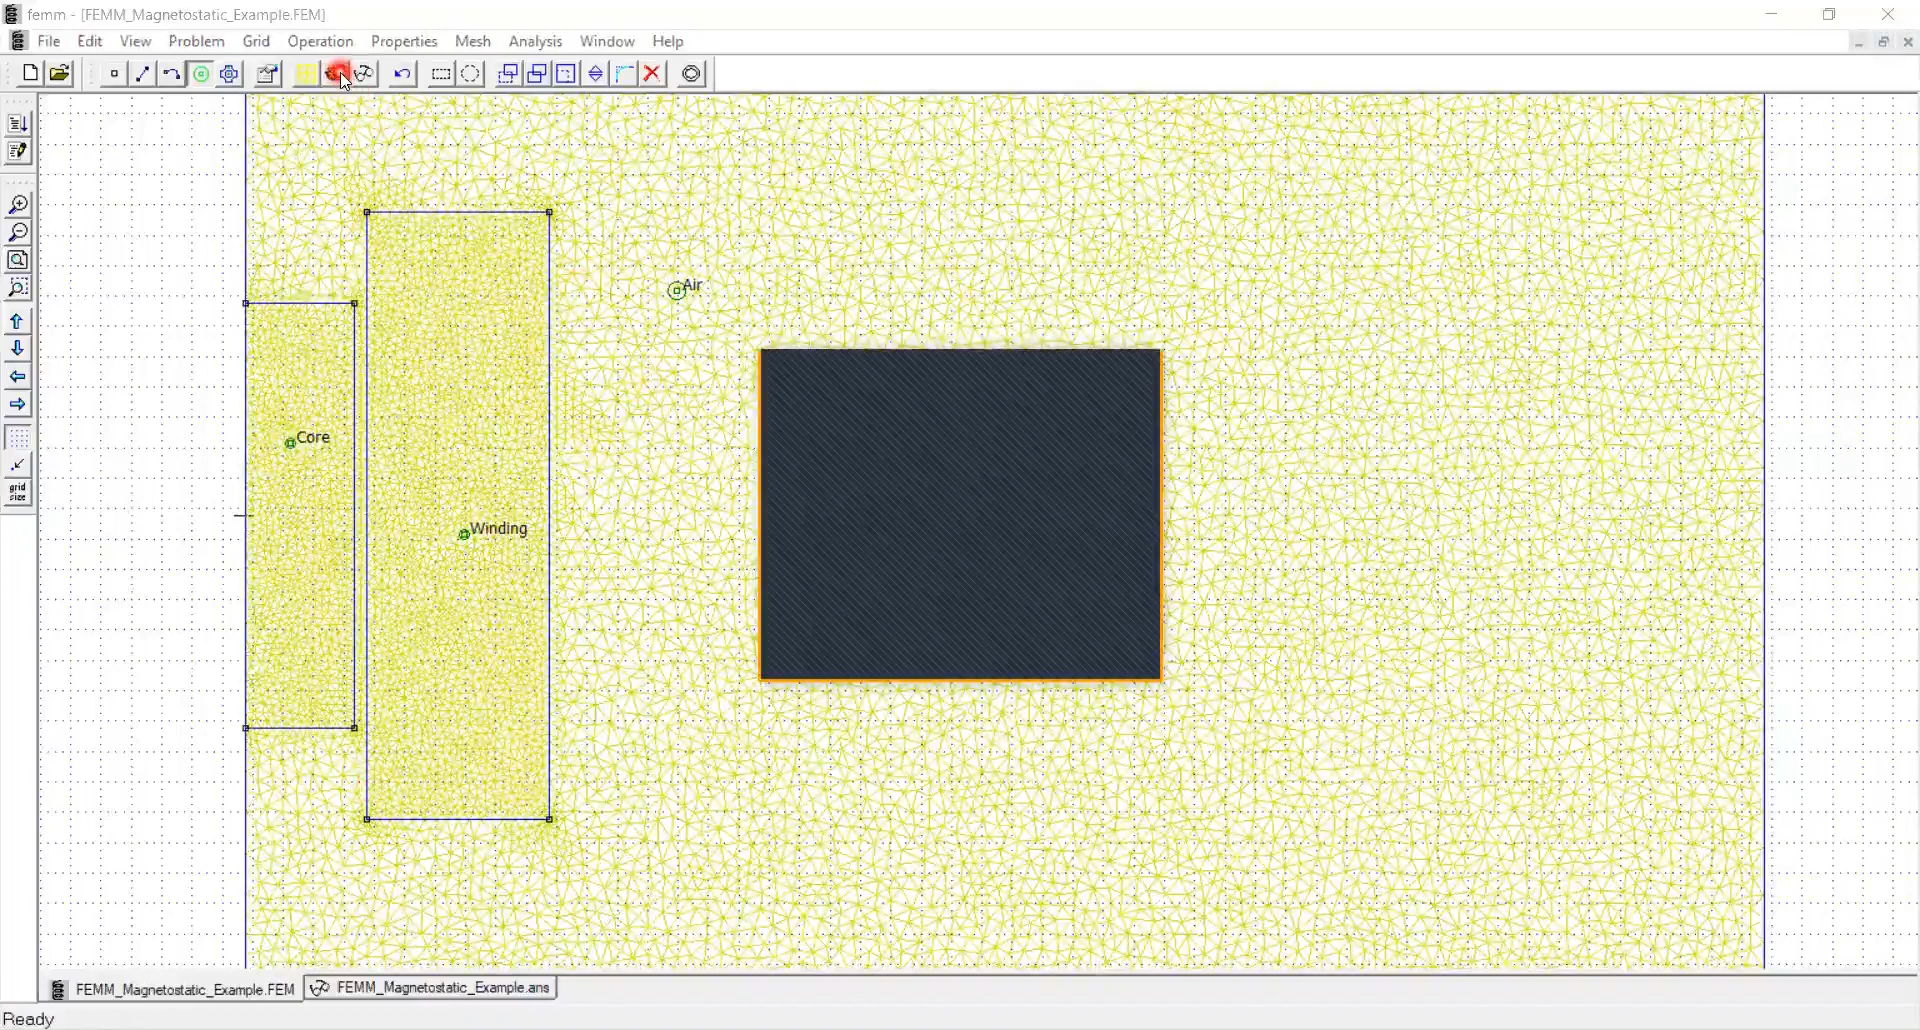 femm - [FEMM_Magnetostatic_Example.FEM]
File Edit View Problem Grid Operation Properties Mesh Analysis Window Help
Air
Core
grid
size
Winding
FEMM_Magnetostatic_Example.FEM FEMM_Magnetostatic_Example.ans
Ready